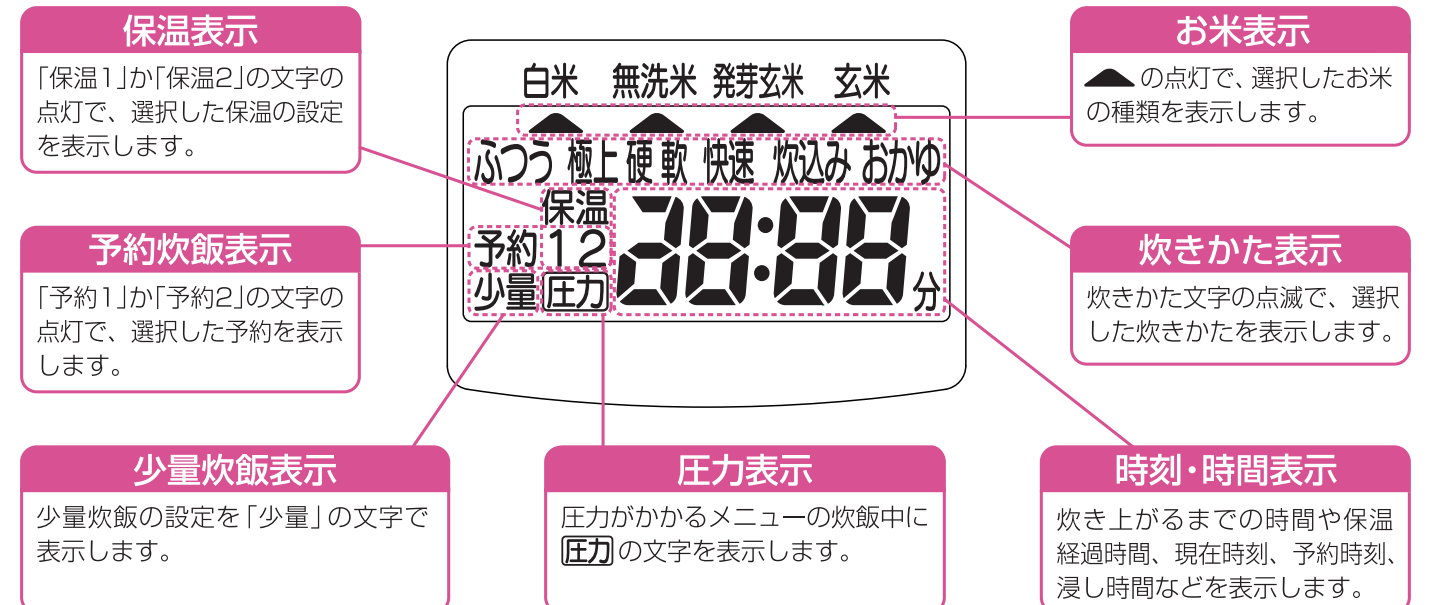 保温表示
「保温1」か「保温2」の文字の
点灯で、選択した保温の設定
を表示します。
予約炊飯表示
「予約1」か「予約2」の文字の
点灯で、選択した予約を表示
します。
白米 無洗米 発芽玄米 玄米
ふつう 極上 硬 軟 快速 炊込み おかゆ
保温
予約 12
少量 圧力
38:88
分
お米表示
▲の点灯で、選択したお米
の種類を表示します。
炊きかた表示
炊きかた文字の点滅で、選択
した炊きかたを表示します。
少量炊飯表示
少量炊飯の設定を「少量」の文字で
表示します。
圧力表示
圧力がかかるメニューの炊飯中に
圧力の文字を表示します。
時刻・時間表示
炊き上がるまでの時間や保温
経過時間、現在時刻、予約時刻、
浸し時間などを表示します。